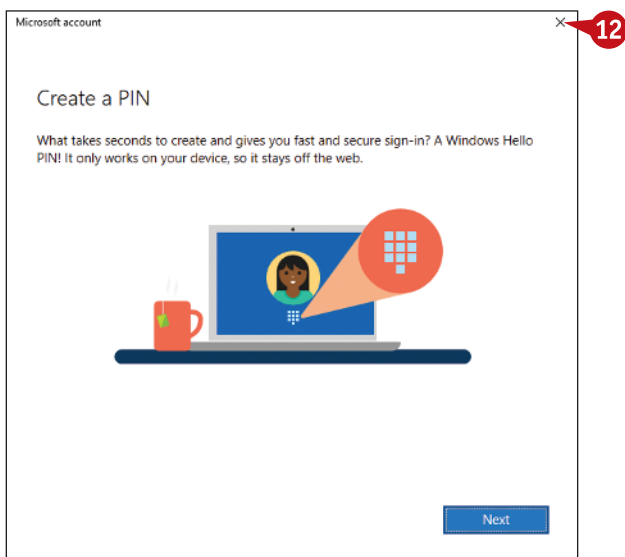 Microsoft account
12
Create a PIN
What takes seconds to create and gives you fast and secure sign-in? A Windows Hello
PIN! It only works on your device, so it stays off the web.
Next